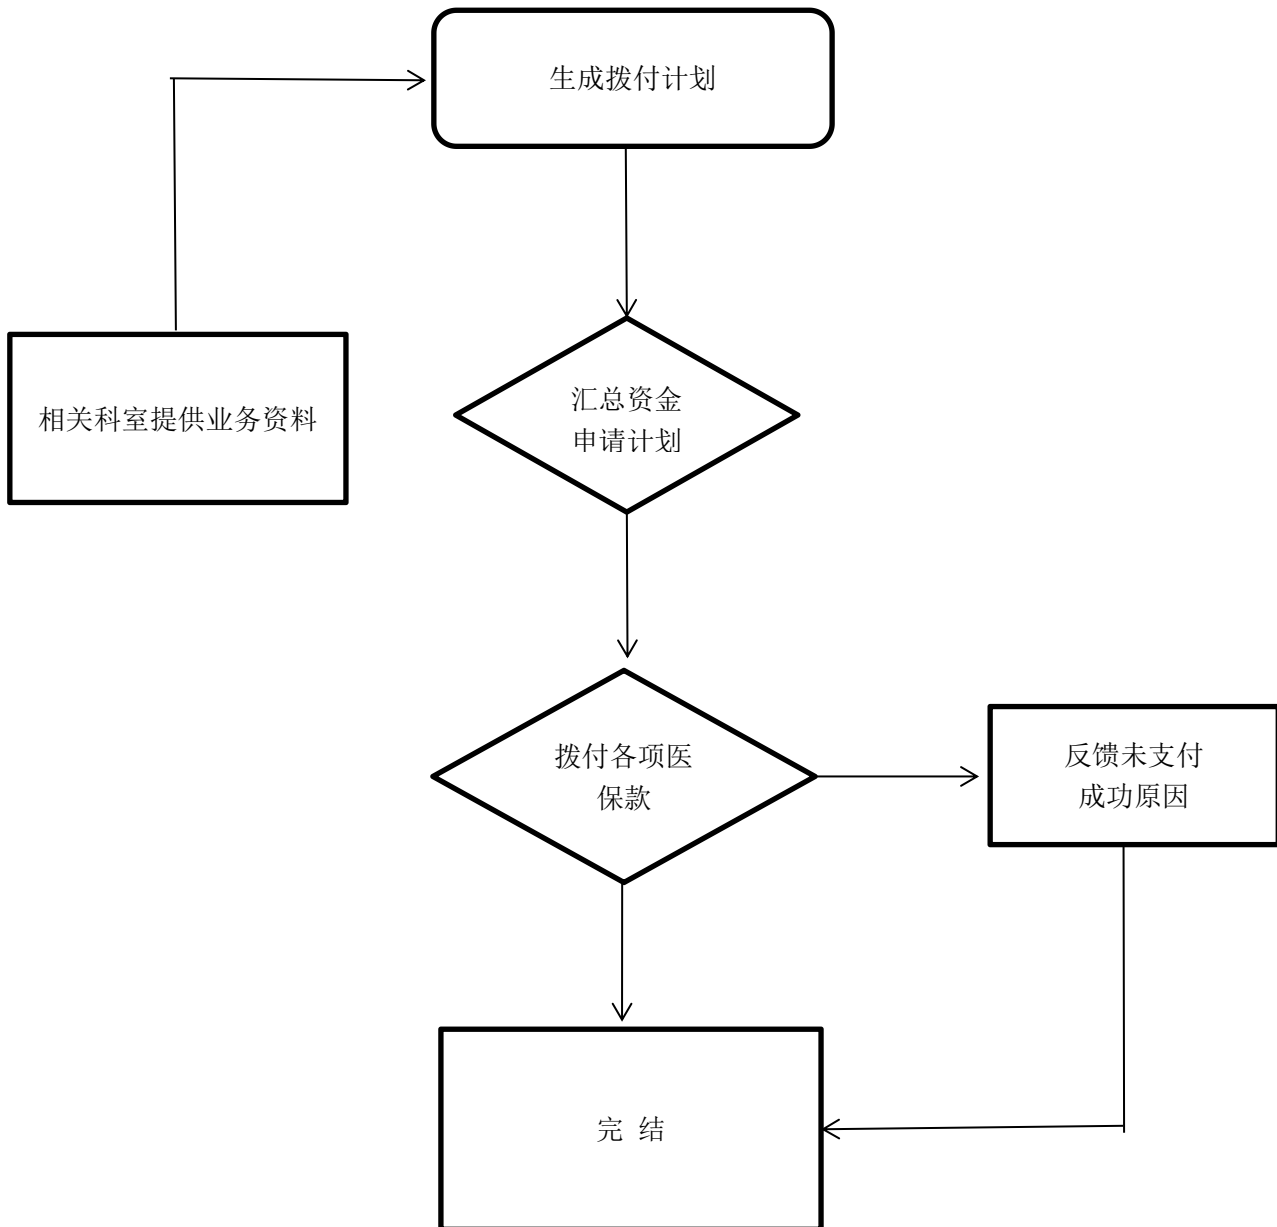 生成拨付计划
相关科室提供业务资料
汇总资金
申请计划
拨付各项医
保款
反馈未支付
成功原因
完 结